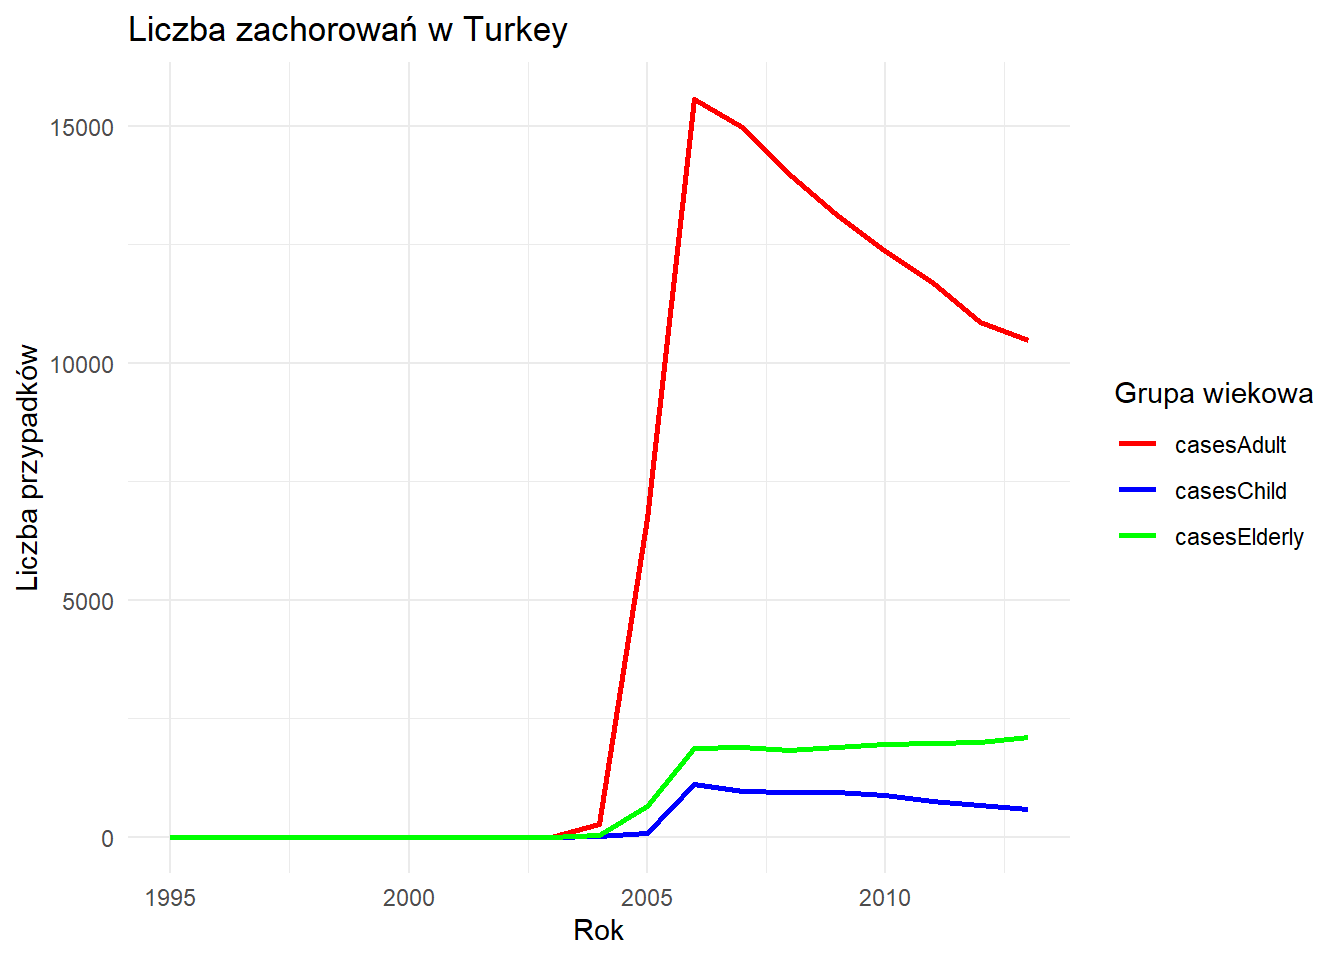 Liczba zachorowań w Turkey
Liczba przypadków
15000
10000
5000
0
1995 2000 2005 2010
Rok
Grupa wiekowa
casesAdult
casesChild
casesElderly